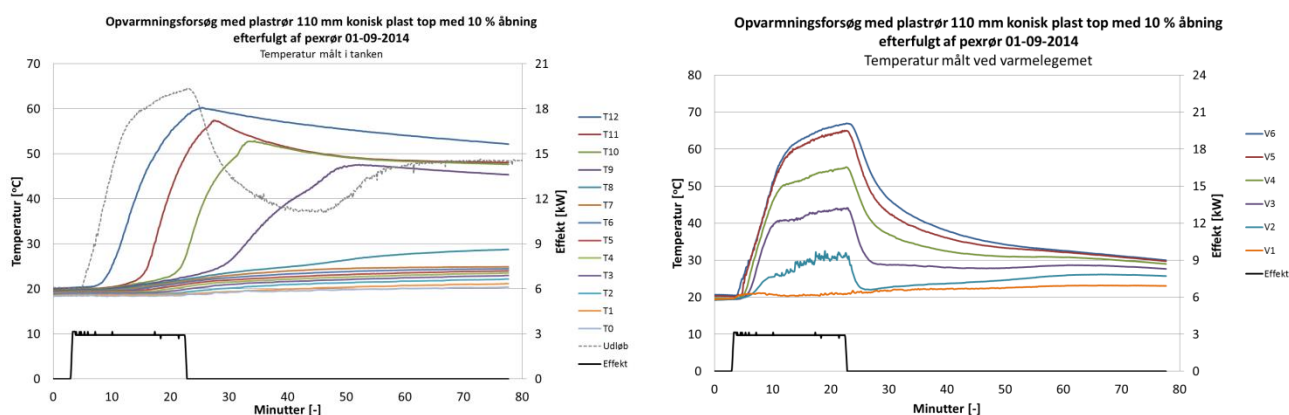 Opvarmningsforsøg med plastrør 110 mm konisk plast top med 10 % åbning
efterfulgt af pexrør 01-09-2014
Temperatur målt i tanken
70
60
50
40
30
20
10
0
Temperatur [°C]
21
18
15
12
9
6
3
0
Effekt [kW]
0 10 20 30 40 50 60 70 80
Minutter [-]
T12
T11
T10
T9
T8
T7
T6
T5
T4
T3
T2
T1
T0
Udløb
Effekt
Opvarmningsforsøg med plastrør 110 mm konisk plast top med 10 % åbning
efterfulgt af pexrør 01-09-2014
Temperatur målt ved varmelegemet
80
70
60
50
40
30
20
10
0
Temperatur [°C]
24
21
18
15
12
9
6
3
0
Effekt [kW]
0 10 20 30 40 50 60 70 80
Minutter [-]
V6
V5
V4
V3
V2
V1
Effekt